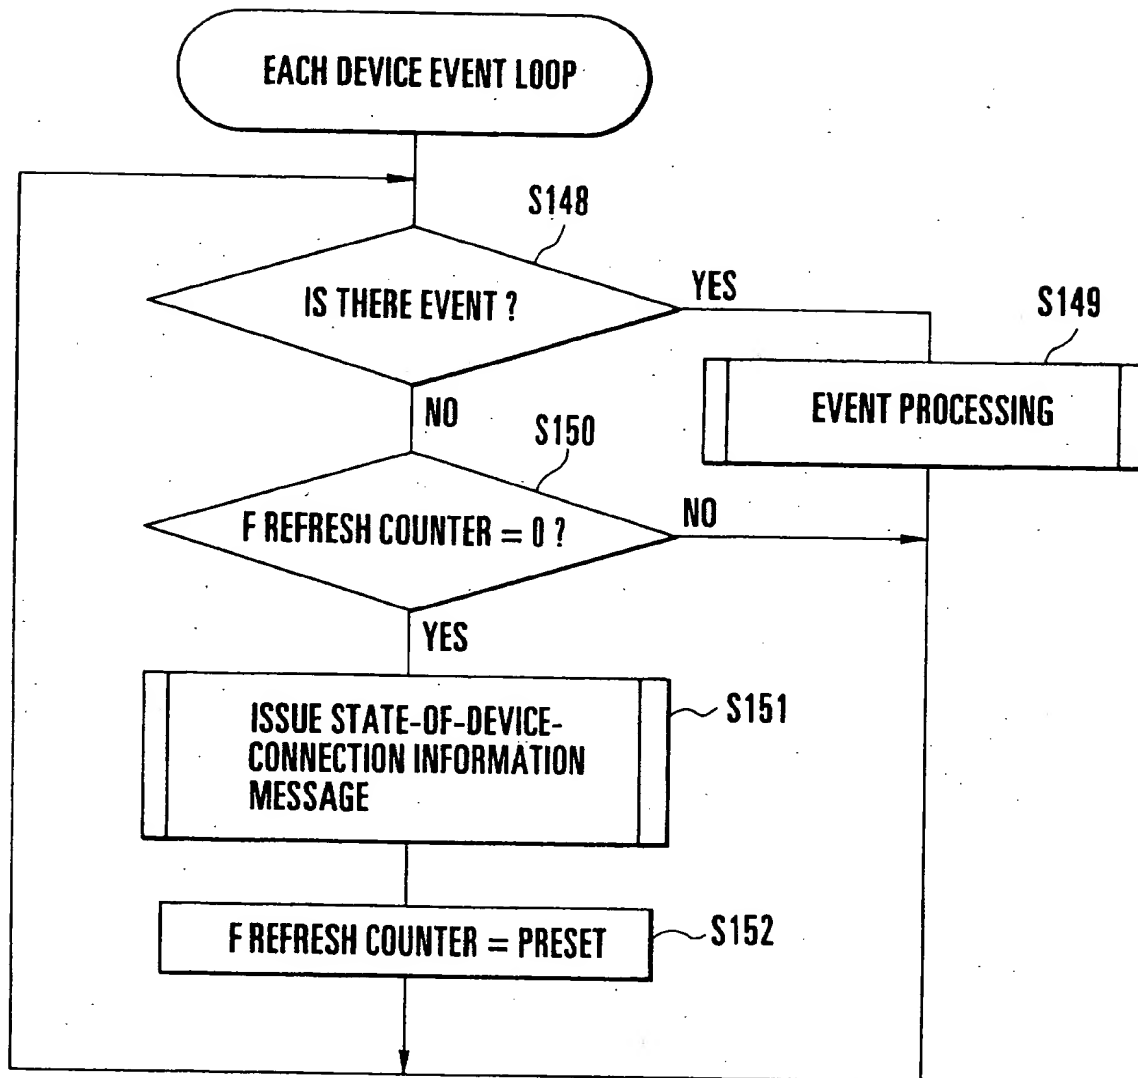 EACH DEVICE EVENT LOOP
S148
IS THERE EVENT ?
YES
S149
EVENT PROCESSING
NO
S150
F REFRESH COUNTER = 0 ?
NO
YES
ISSUE STATE-OF-DEVICE-
CONNECTION INFORMATION
MESSAGE
S151
F REFRESH COUNTER = PRESET
S152